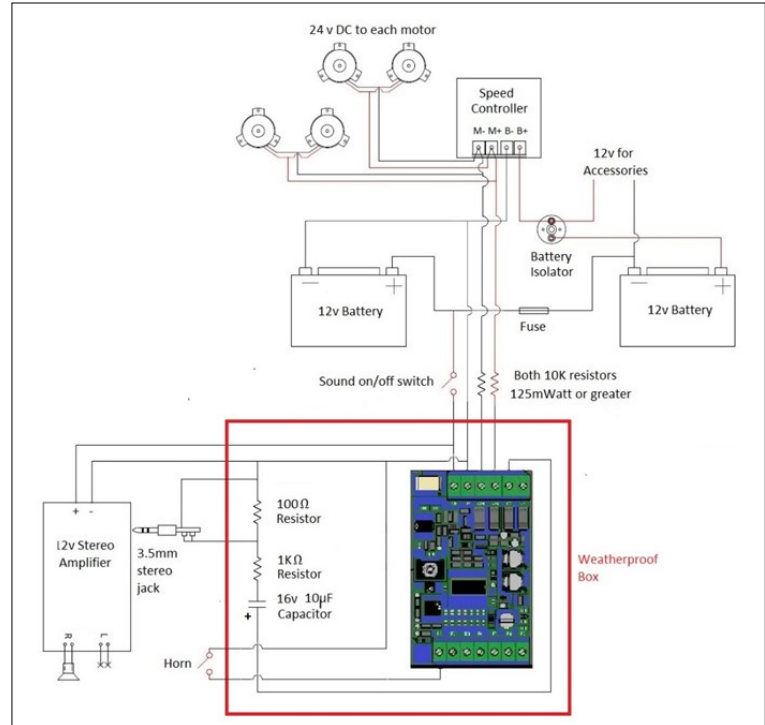 24 v DC to each motor
Speed
Controller
M- M+ B- B+
12v for
Accessories
Battery
Isolator
12v Battery
Fuse
12v Battery
Sound on/off switch
Both 10K resistors
125mWatt or greater
+ -
12v Stereo
Amplifier
R L
3.5mm
stereo
jack
100Ω
Resistor
1KΩ
Resistor
16v 10µF
Capacitor
+
Horn
Weatherproof
Box